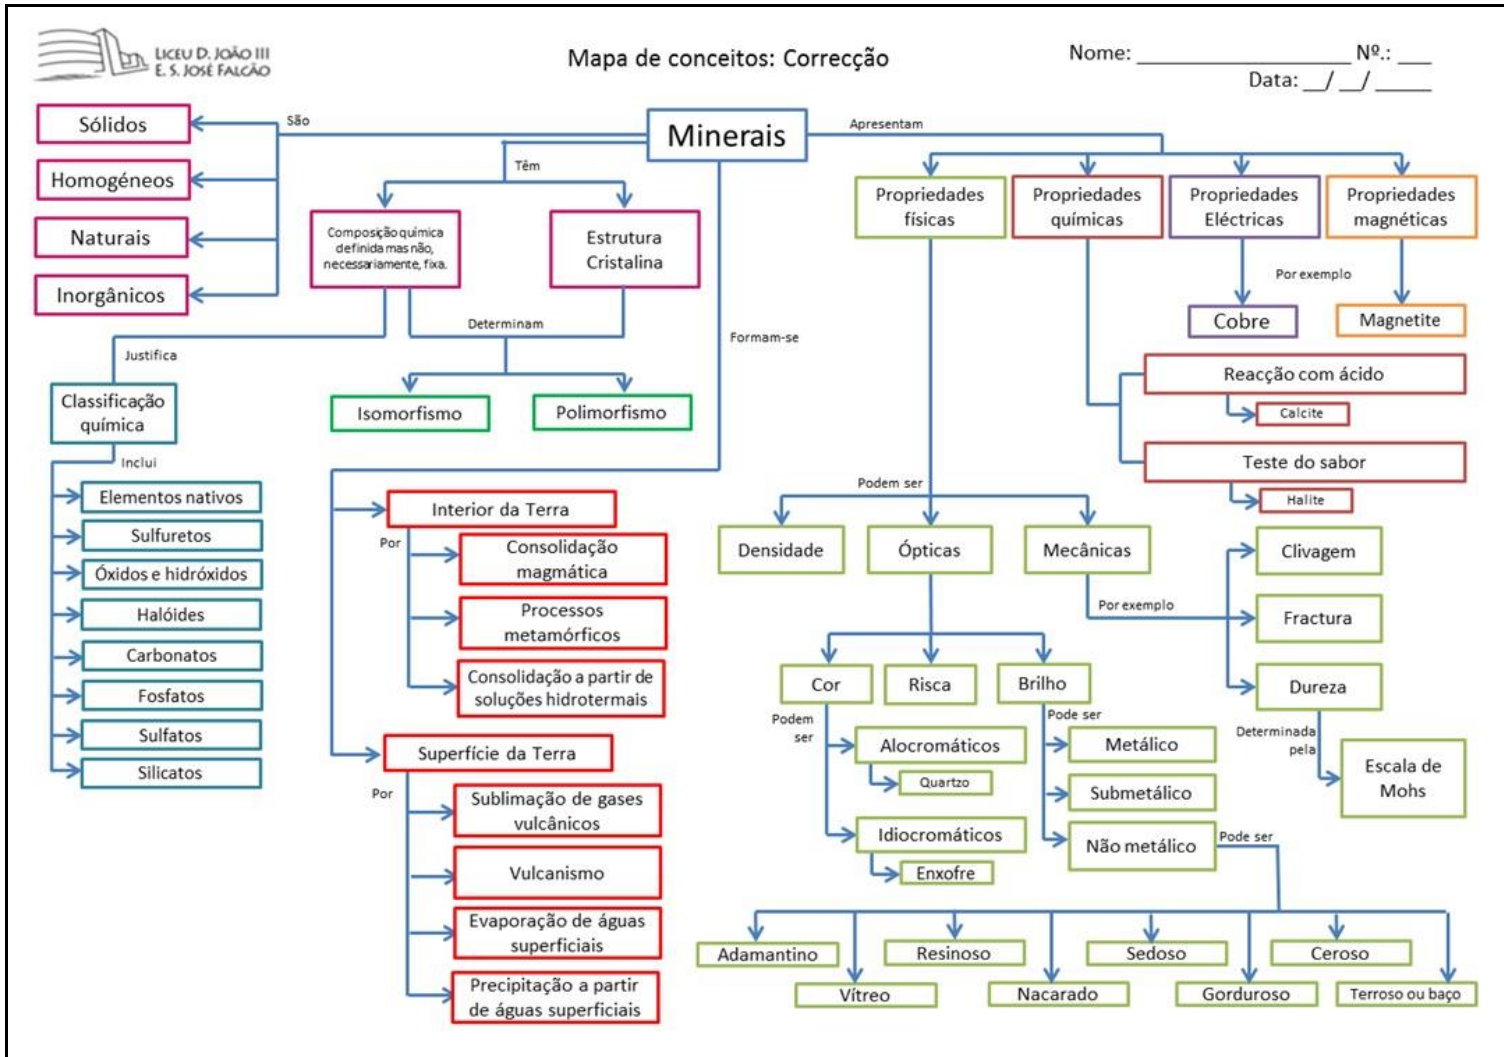 LICEU D. JOÃO III
E. S. JOSÉ FALCÃO
Mapa de conceitos: Correcção
Nome: ____________________ Nº.: ___
Data: __/ __/ _____
Minerais
São
Sólidos
Homogéneos
Naturais
Inorgânicos
Têm
Composição química
definida mas não,
necessariamente, fixa.
Estrutura
Cristalina
Determinam
Isomorfismo
Polimorfismo
Justifica
Classificação
química
Inclui
Elementos nativos
Sulfuretos
Óxidos e hidróxidos
Halóides
Carbonatos
Fosfatos
Sulfatos
Silicatos
Formam-se
Interior da Terra
Por
Consolidação
magmática
Processos
metamórficos
Consolidação a partir de
soluções hidrotermais
Superfície da Terra
Por
Sublimação de gases
vulcânicos
Vulcanismo
Evaporação de águas
superficiais
Precipitação a partir
de águas superficiais
Apresentam
Propriedades
físicas
Propriedades
químicas
Propriedades
Eléctricas
Propriedades
magnéticas
Por exemplo
Cobre
Magnetite
Reacção com ácido
Calcite
Teste do sabor
Halite
Podem ser
Densidade
Ópticas
Mecânicas
Por exemplo
Clivagem
Fractura
Dureza
Determinada
pela
Escala de
Mohs
Cor
Risca
Brilho
Podem
ser
Alocromáticos
Quartzo
Idiocromáticos
Enxofre
Pode ser
Metálico
Submetálico
Não metálico
Pode ser
Adamantino
Resinoso
Sedoso
Ceroso
Vítreo
Nacarado
Gorduroso
Terroso ou baço